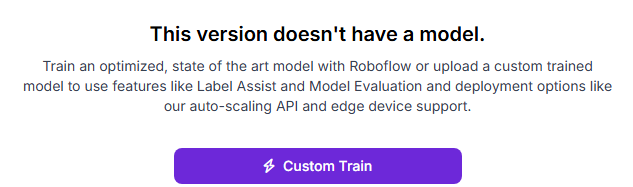 This version doesn't have a model.
Train an optimized, state of the art model with Roboflow or upload a custom trained
model to use features like Label Assist and Model Evaluation and deployment options like
our auto-scaling API and edge device support.
Custom Train